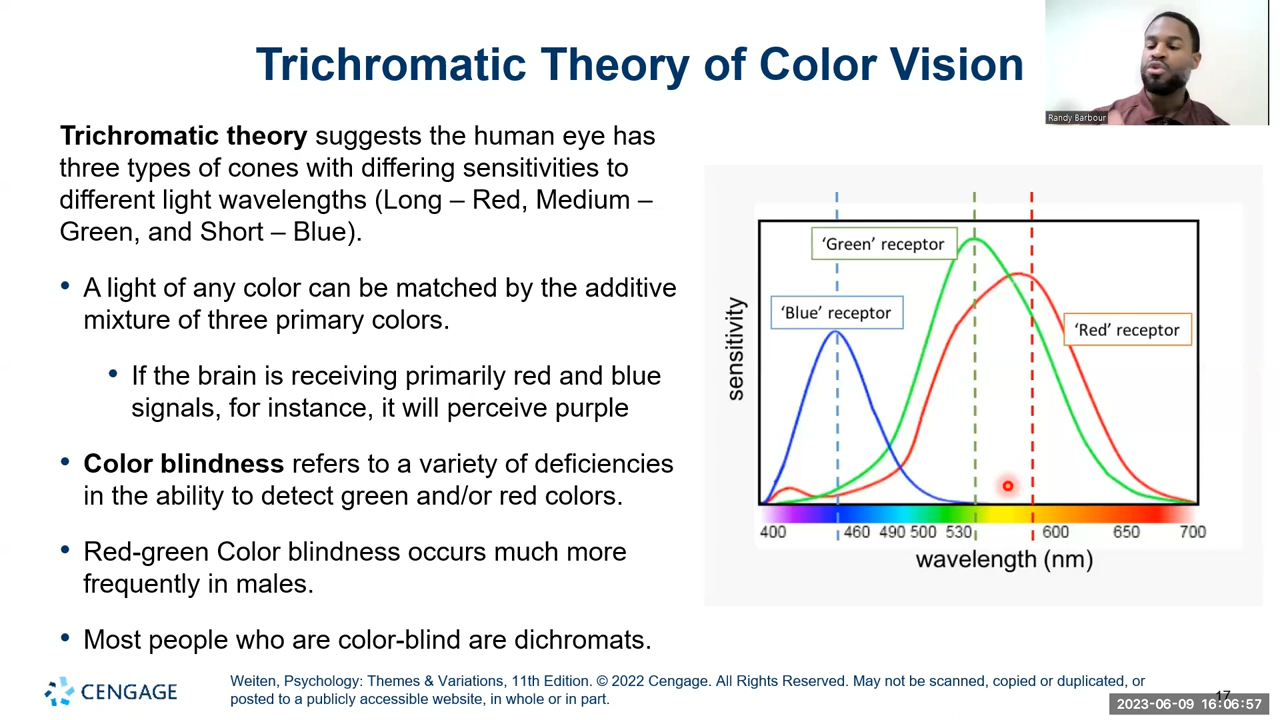 Trichromatic Theory of Color Vision
Randy Barbour
Trichromatic theory suggests the human eye has
three types of cones with differing sensitivities to
different light wavelengths (Long – Red, Medium –
Green, and Short – Blue).
• A light of any color can be matched by the additive
mixture of three primary colors.
• If the brain is receiving primarily red and blue
signals, for instance, it will perceive purple
• Color blindness refers to a variety of deficiencies
in the ability to detect green and/or red colors.
• Red-green Color blindness occurs much more
frequently in males.
• Most people who are color-blind are dichromats.
‘Green’ receptor
‘Blue’ receptor
‘Red’ receptor
sensitivity
400 460 490 500 530 600 650 700
wavelength (nm)
CENGAGE
Weiten, Psychology: Themes & Variations, 11th Edition. © 2022 Cengage. All Rights Reserved. May not be scanned, copied or duplicated, or
posted to a publicly accessible website, in whole or in part.
17
2023-06-09 16:06:57